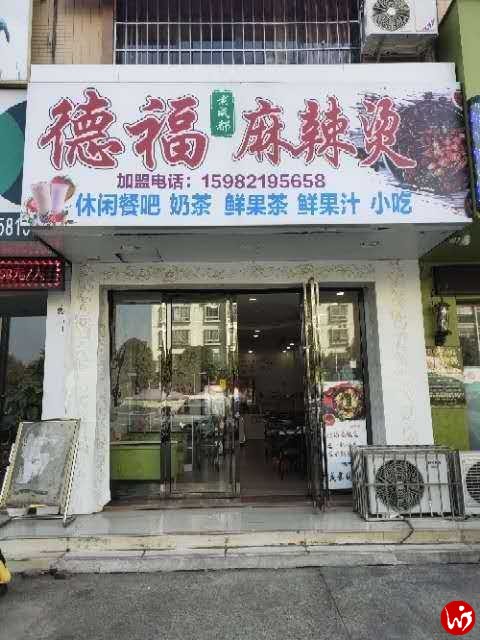 德福 老成都 麻辣烫
加盟电话：15982195658
休闲餐吧 奶茶 鲜果茶 鲜果汁 小吃
5815